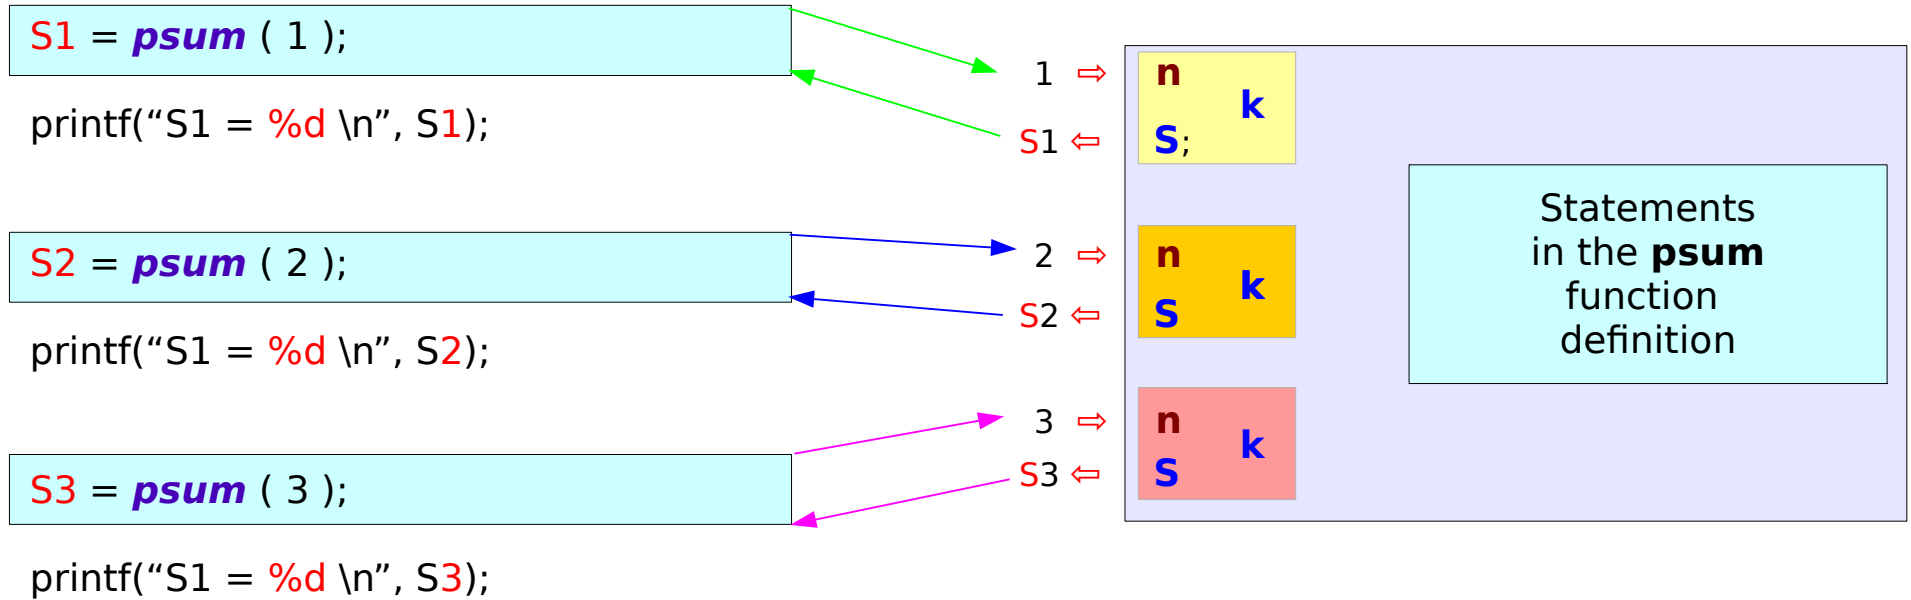 S1 = psum ( 1 );
printf(“S1 = %d \n”, S1);
S2 = psum ( 2 );
printf(“S1 = %d \n”, S2);
S3 = psum ( 3 );
printf(“S1 = %d \n”, S3);
1 ⇨
S1 ⇦
2 ⇨
S2 ⇦
3 ⇨
S3 ⇦
n
k
S;
n
k
S
n
k
S
Statements
in the psum
function
definition